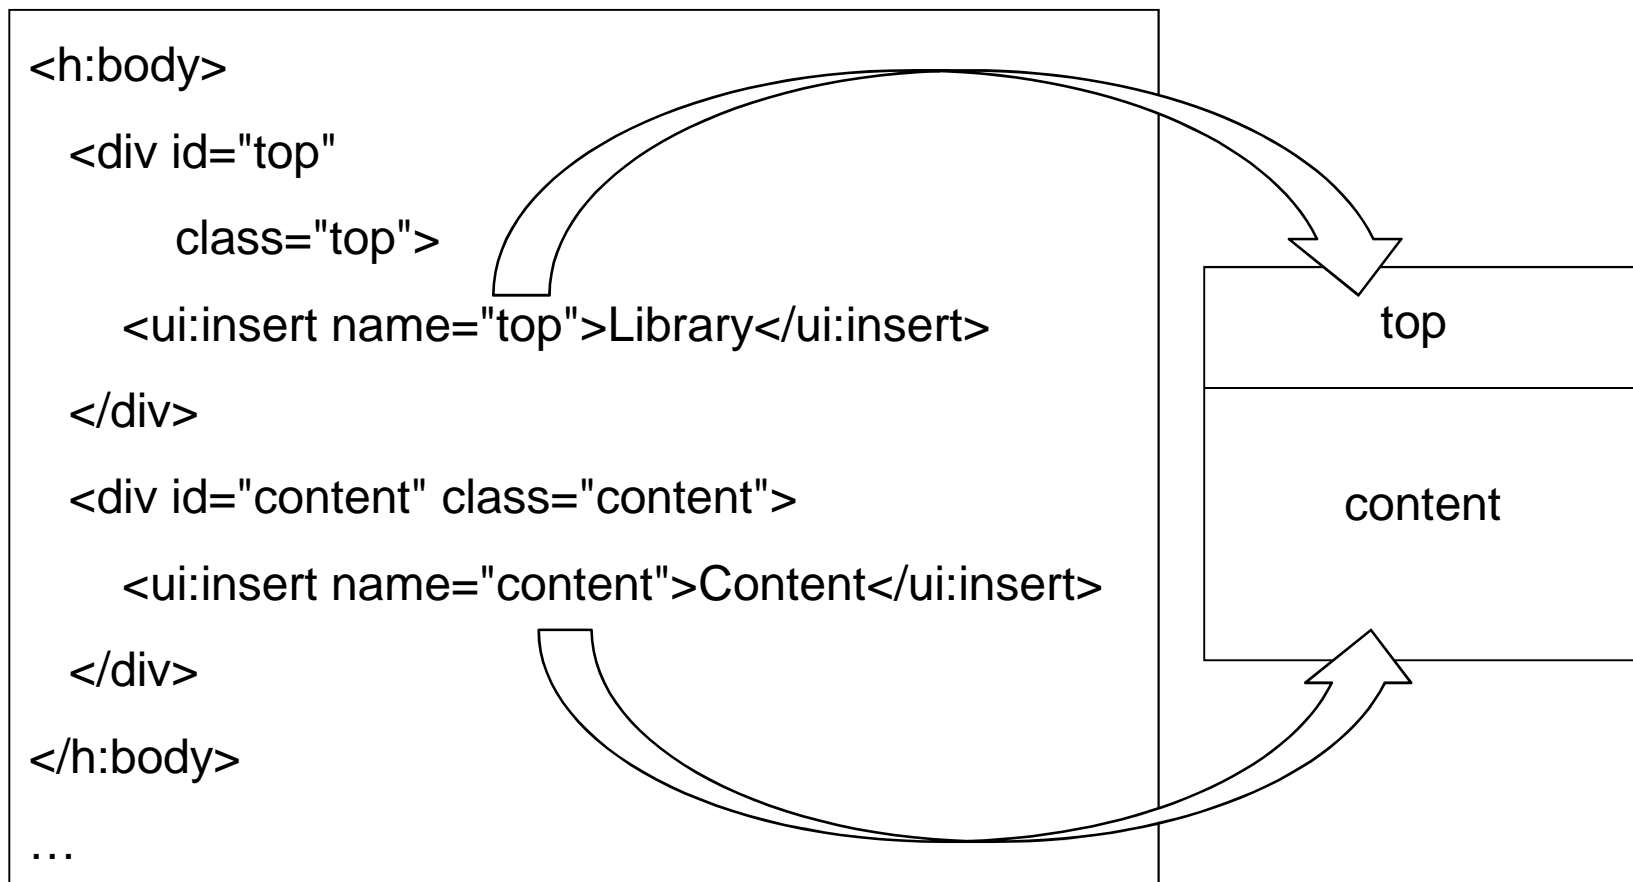 <h:body>
<div id="top"
class="top">
<ui:insert name="top">Library</ui:insert>
</div>
<div id="content" class="content">
<ui:insert name="content">Content</ui:insert>
</div>
</h:body>
…
top
content